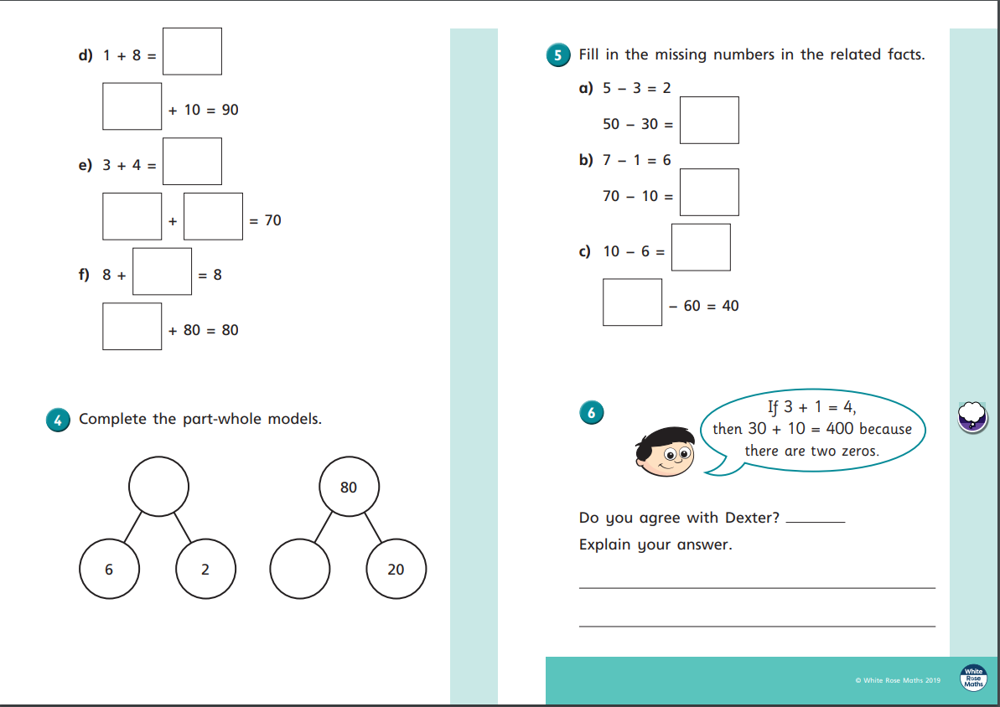 d) 1 + 8 =
+ 10 = 90
e) 3 + 4 =
+ = 70
f) 8 + = 8
+ 80 = 80
4 Complete the part-whole models.
80
6 2 20
5 Fill in the missing numbers in the related facts.
a) 5 – 3 = 2
50 – 30 =
b) 7 – 1 = 6
70 – 10 =
c) 10 – 6 =
– 60 = 40
6
If 3 + 1 = 4,
then 30 + 10 = 400 because
there are two zeros.
Do you agree with Dexter?
Explain your answer.
© White Rose Maths 2019
White
Rose
Maths